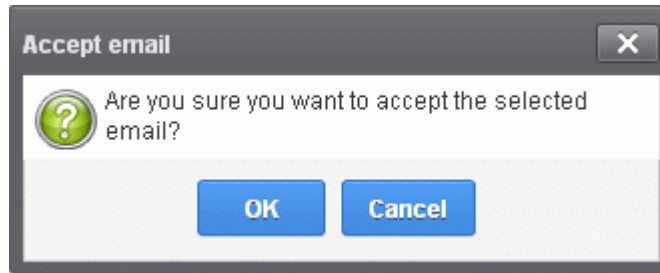 Accept email
Are you sure you want to accept the selected
email?
OK
Cancel